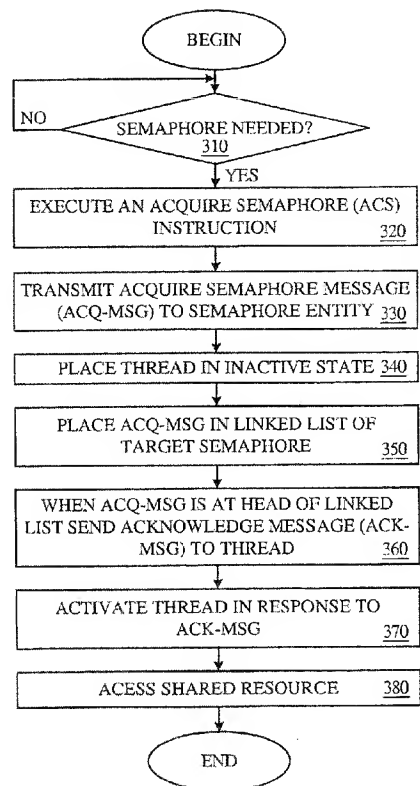 BEGIN
NO
SEMAPHORE NEEDED?
310
YES
EXECUTE AN ACQUIRE SEMAPHORE (ACS)
INSTRUCTION
320
TRANSMIT ACQUIRE SEMAPHORE MESSAGE
(ACQ-MSG) TO SEMAPHORE ENTITY
330
PLACE THREAD IN INACTIVE STATE 340
PLACE ACQ-MSG IN LINKED LIST OF
TARGET SEMAPHORE
350
WHEN ACQ-MSG IS AT HEAD OF LINKED
LIST SEND ACKNOWLEDGE MESSAGE (ACK-
MSG) TO THREAD
360
ACTIVATE THREAD IN RESPONSE TO
ACK-MSG
370
ACESS SHARED RESOURCE
380
END